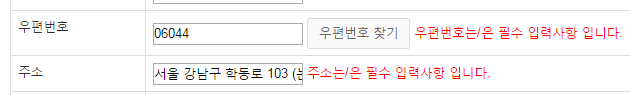 우편번호 06044 우편번호 찾기 우편번호는/은 필수 입력사항 입니다.
주소 서울 강남구 학동로 103 ( 주소는/은 필수 입력사항 입니다.